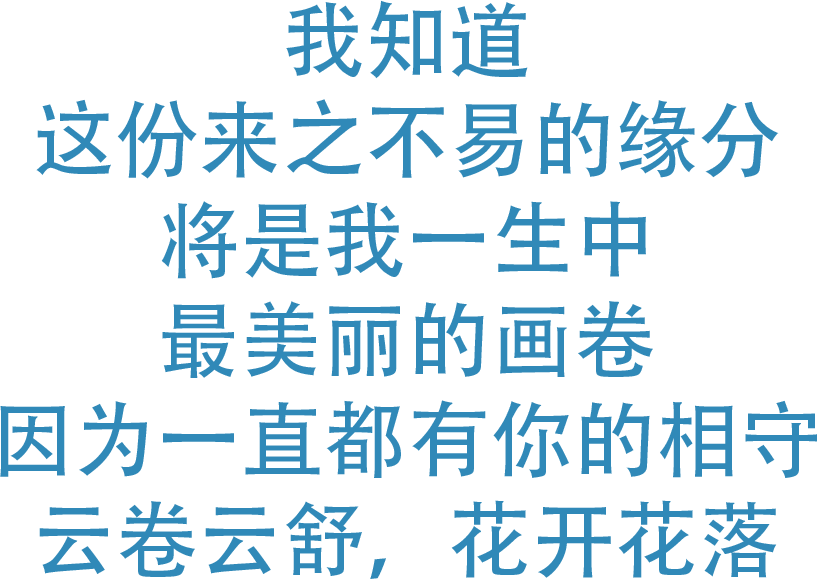 我知道
这份来之不易的缘分
将是我一生中
最美丽的画卷
因为一直都有你的相守
云卷云舒，花开花落